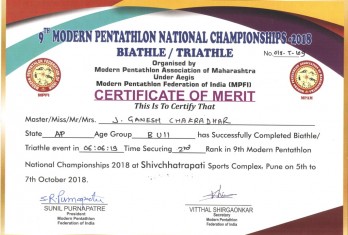 9TH MODERN PENTATHLON NATIONAL CHAMPIONSHIPS -2018
BIATHLE / TRIATHLE
Organised by
Modern Pentathlon Association of Maharashtra
Under Aegis
Modern Pentathlon Federation of India (MPFI)
MPFI
MPFI
CERTIFICATE OF MERIT
This Is To Certify That
Master/Miss/Mr/Mrs. J. GANESH CHAKRADHAR
State AP Age Group B U11 has Successfully Completed Biathle/
Triathle event in 06:06:13 Time Securing 2nd Rank in 9th Modern Pentathlon
National Championships 2018 at Shivchhatrapati Sports Complex, Pune on 5th to
7th October 2018.
S.R.Purnapatre
SUNIL PURNAPATRE
President
Modern Pentathlon
Federation of India
VITTHAL SHIRGAONKAR
Secretary
Modern Pentathlon
Federation of India